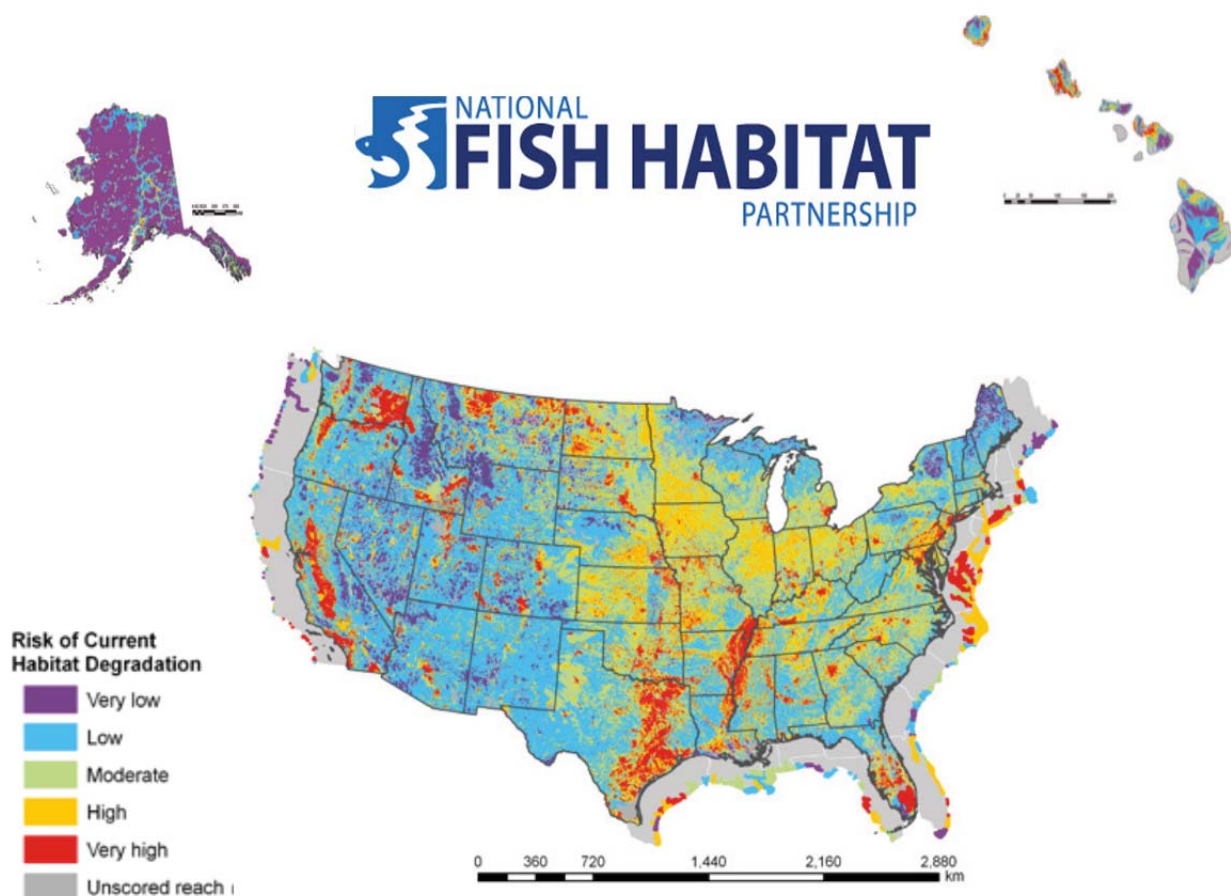 NATIONAL
FISH HABITAT
PARTNERSHIP
Risk of Current
Habitat Degradation
Very low
Low
Moderate
High
Very high
Unscored reach
0 360 720 1,440 2,160 2,880
km